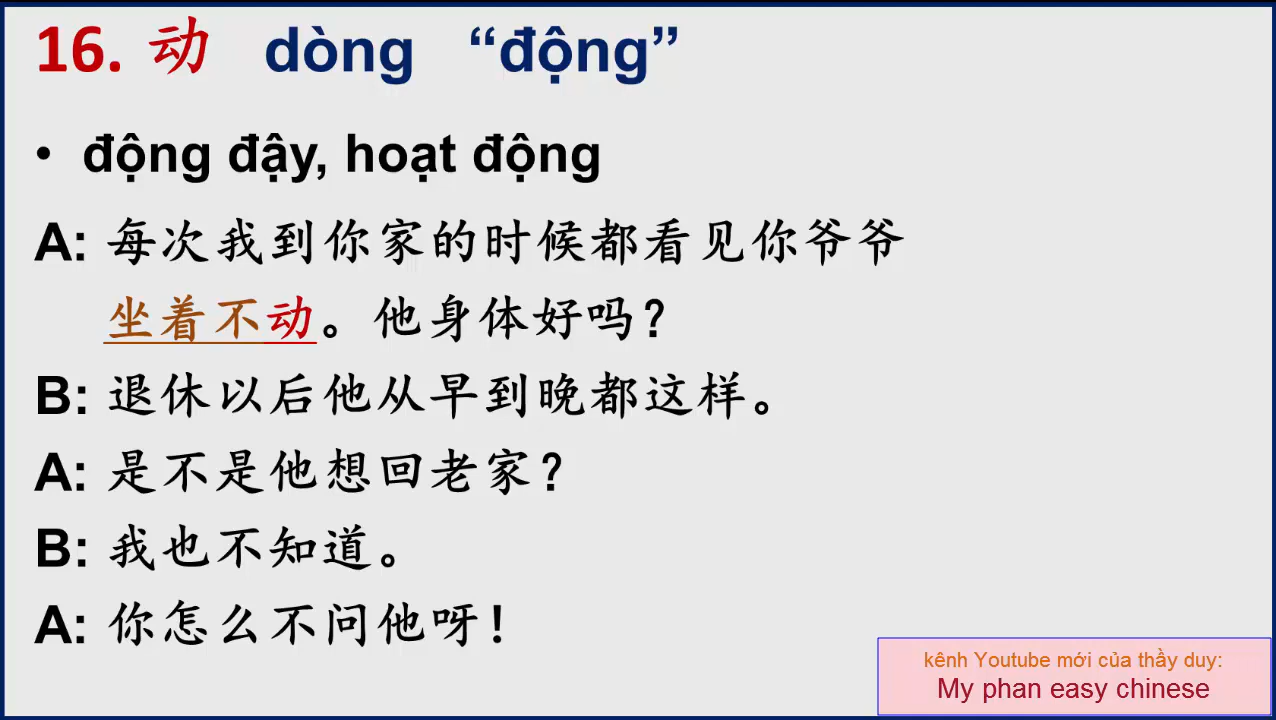 16. 动 dòng “động”
• động đậy, hoạt động
A: 每次我到你家的时候都看见你爷爷
坐着不动。他身体好吗？
B: 退休以后他从早到晚都这样。
A: 是不是他想回老家？
B: 我也不知道。
A: 你怎么不问他呀！
kênh Youtube mới của thầy duy:
My phan easy chinese